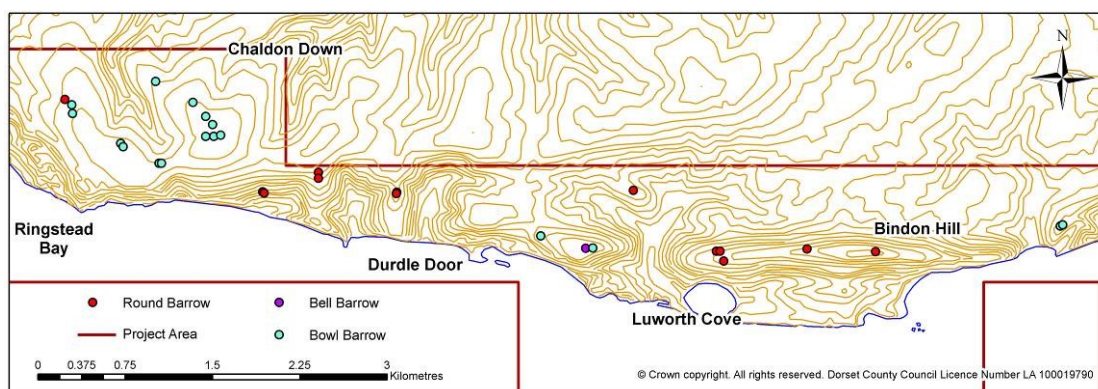 Chaldon Down
N
Ringstead
Bay
Durdle Door
Bindon Hill
Luworth Cove
Round Barrow
Bell Barrow
Project Area
Bowl Barrow
0 0.375 0.75 1.5 2.25 3
Kilometres
© Crown copyright. All rights reserved. Dorset County Council Licence Number LA 100019790